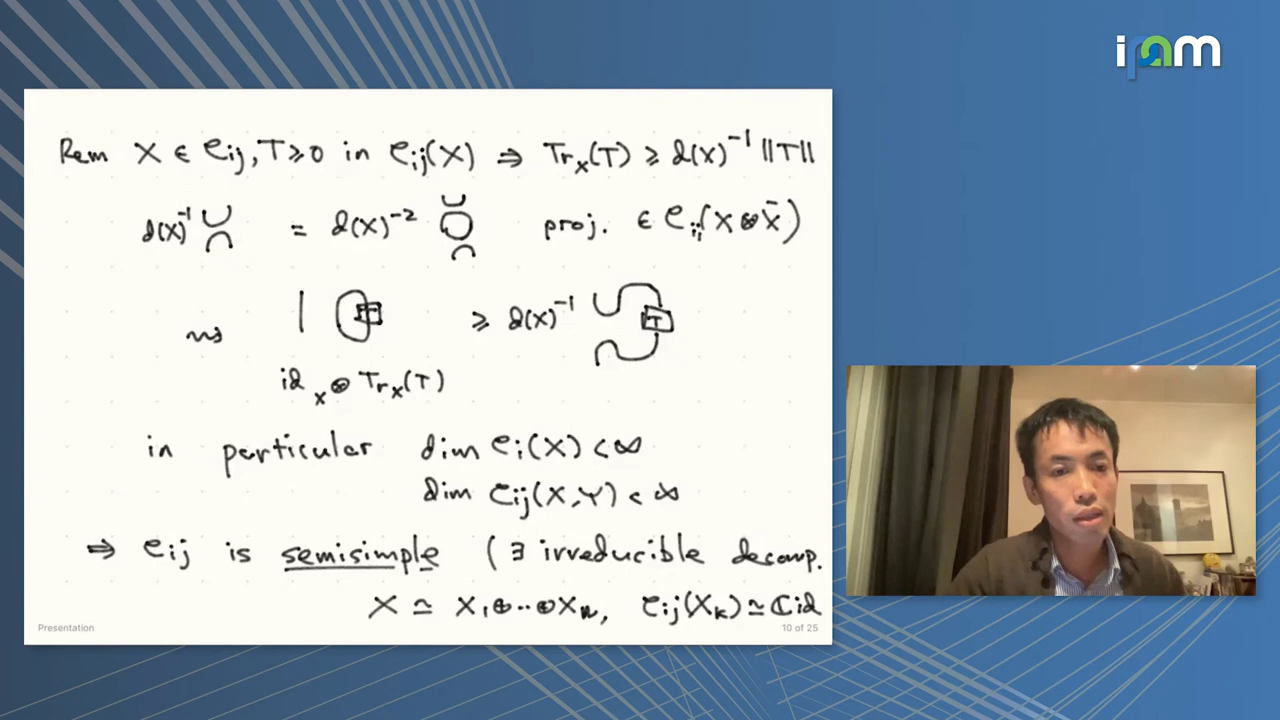 ipam
Rem X ∈ C_ij, T ≥ 0 in C_ij(X) ⇒ Tr_X(T) ≥ d(X)^-1 ||T||
d(X)^-1 = d(X)^-2 proj. ∈ C_ii(X ⊗ X̄)
T ≥ d(X)^-1 T
id_X ⊗ Tr_X(T)
in particular dim C_i(X) < ∞
dim C_ij(X,Y) < ∞
⇒ C_ij is semisimple (∃ irreducible decomp.
X ≃ X_1 ⊕ ·· ⊕ X_n, C_ij(X_k) ≃ ℂ id
Presentation 10 of 25